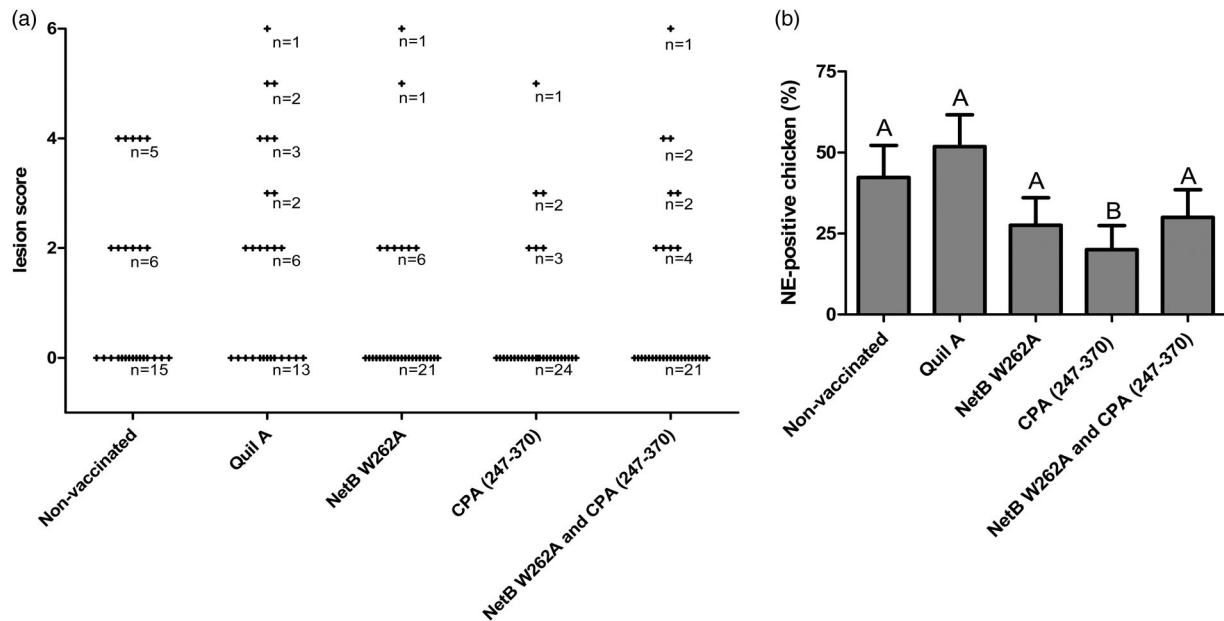 (a)
6
4
2
0
lesion score
n=5
n=6
n=15
n=1
n=2
n=3
n=2
n=6
n=13
n=1
n=1
n=6
n=21
n=1
n=2
n=3
n=24
n=1
n=2
n=2
n=4
n=21
Non-vaccinated
Quil A
NetB W262A
CPA (247-370)
NetB W262A and CPA (247-370)
(b)
75
50
25
0
NE-positive chicken (%)
A
A
A
B
A
Non-vaccinated
Quil A
NetB W262A
CPA (247-370)
NetB W262A and CPA (247-370)